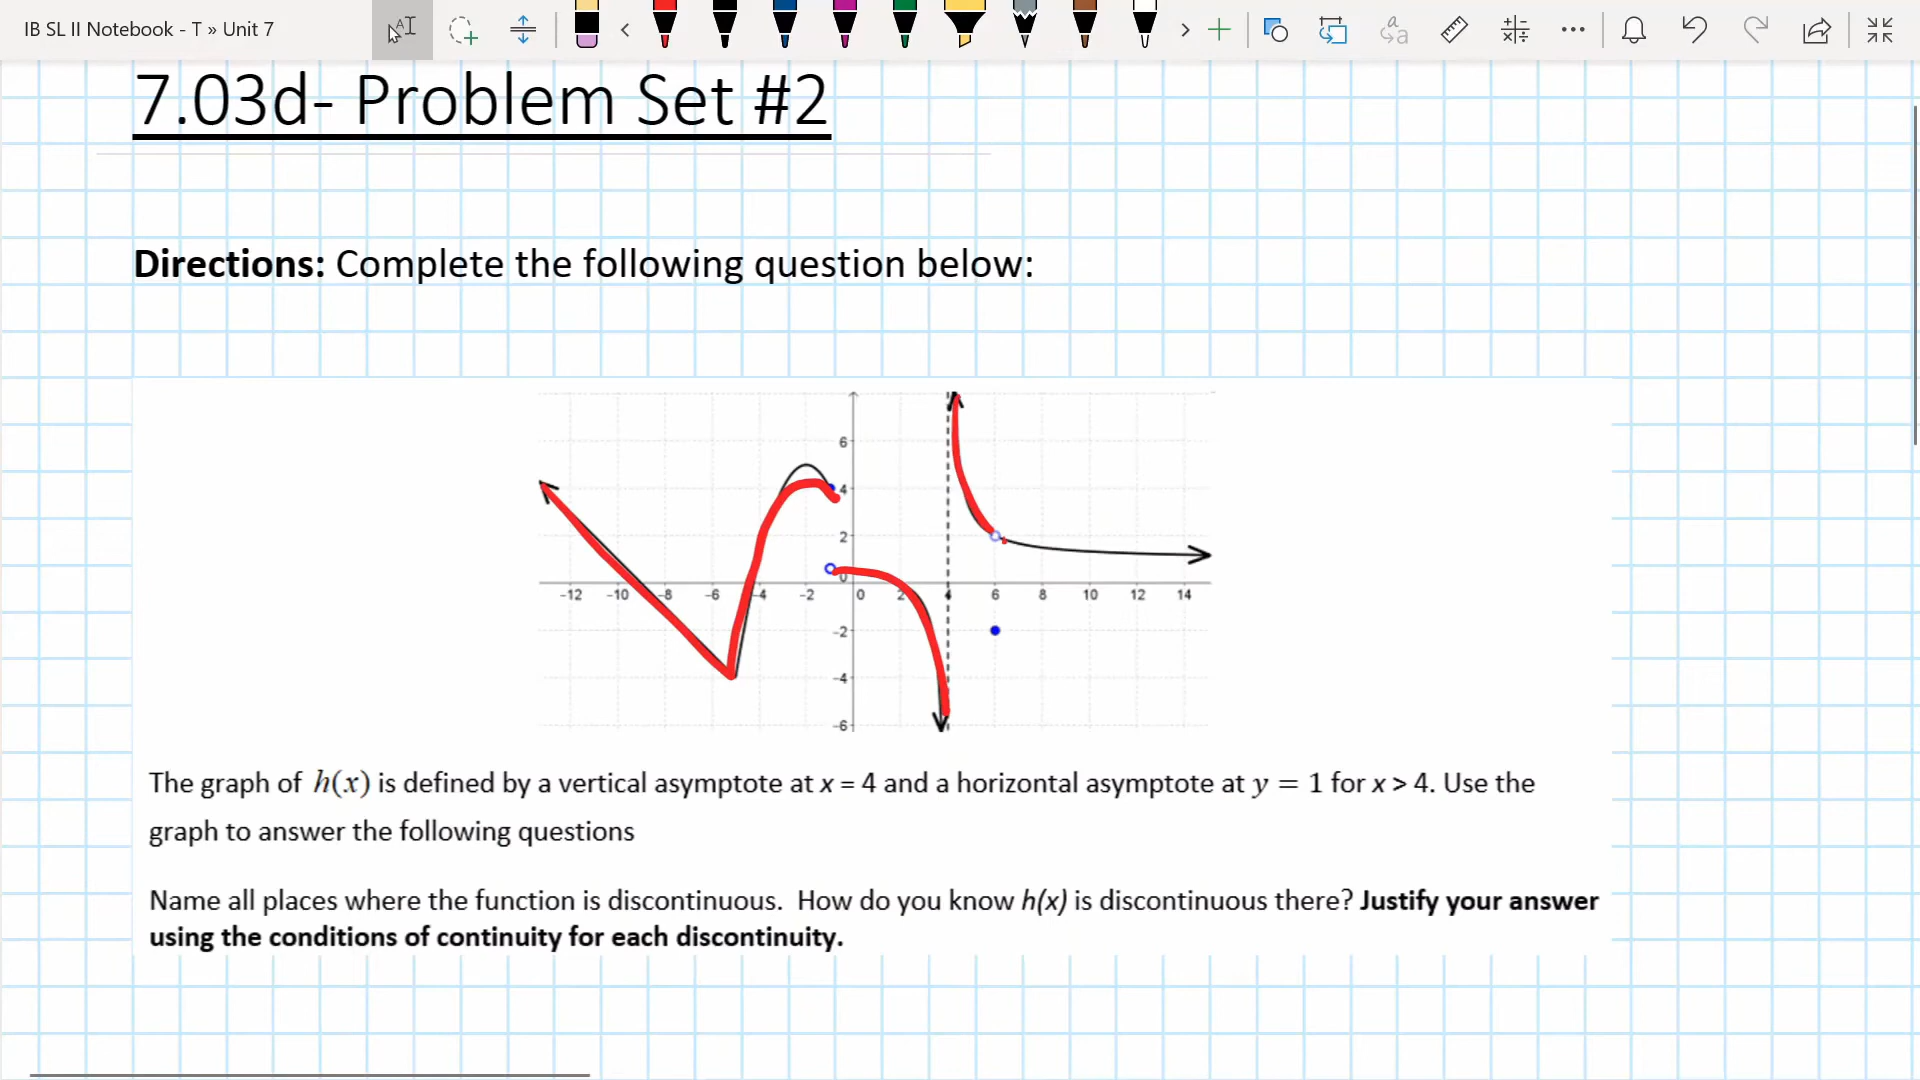 IB SL II Notebook - T » Unit 7
7.03d- Problem Set #2
Directions: Complete the following question below:
6
4
2
0
-12 -10 -8 -6 -4 -2 0 2 4 6 8 10 12 14
-2
-4
-6
The graph of h(x) is defined by a vertical asymptote at x = 4 and a horizontal asymptote at y = 1 for x > 4. Use the
graph to answer the following questions
Name all places where the function is discontinuous. How do you know h(x) is discontinuous there? Justify your answer
using the conditions of continuity for each discontinuity.